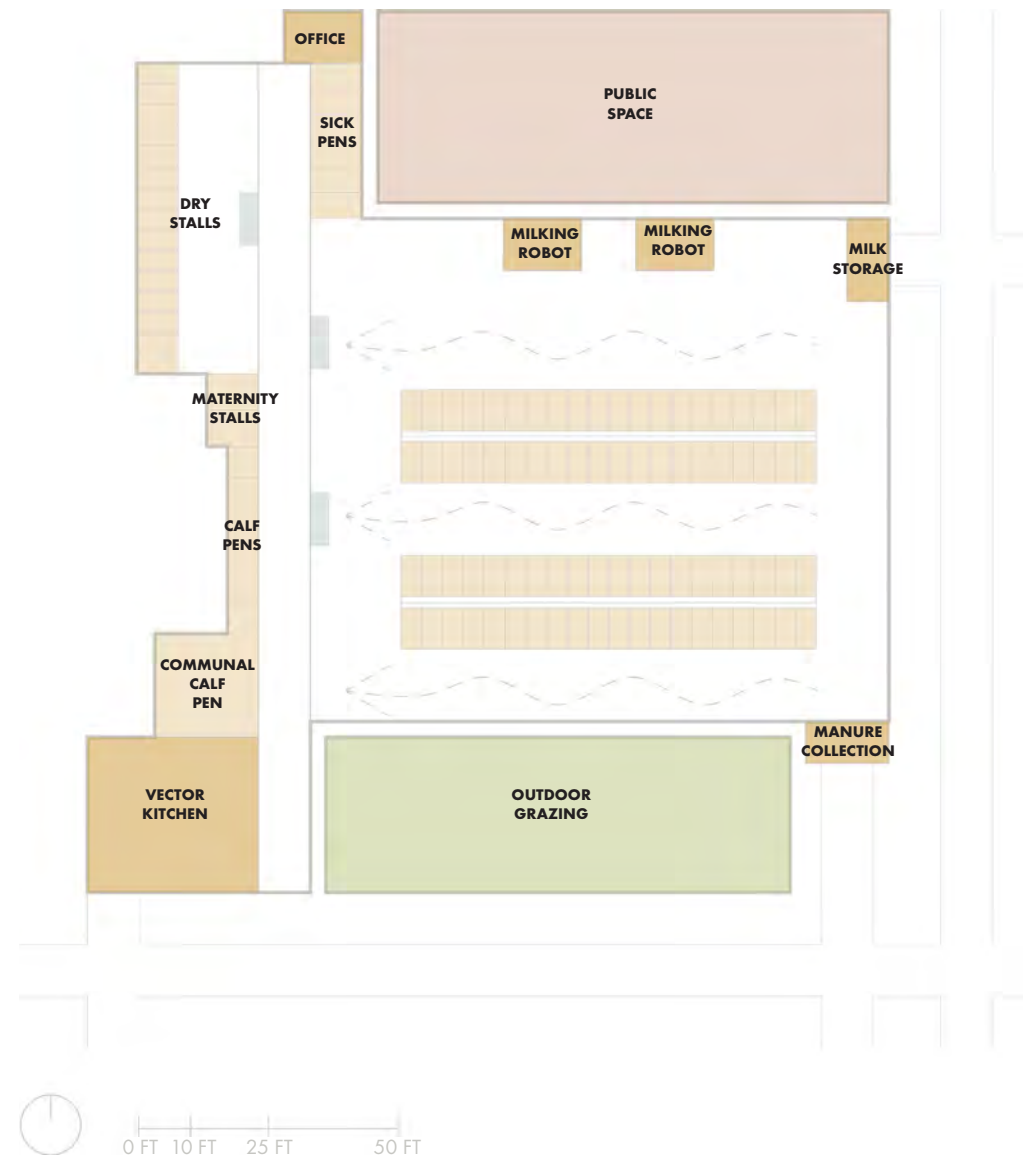 OFFICE
PUBLIC
SPACE
SICK
PENS
DRY
STALLS
MILKING
ROBOT
MILKING
ROBOT
MILK
STORAGE
MATERNITY
STALLS
CALF
PENS
COMMUNAL
CALF
PEN
MANURE
COLLECTION
VECTOR
KITCHEN
OUTDOOR
GRAZING
0 FT 10 FT 25 FT 50 FT